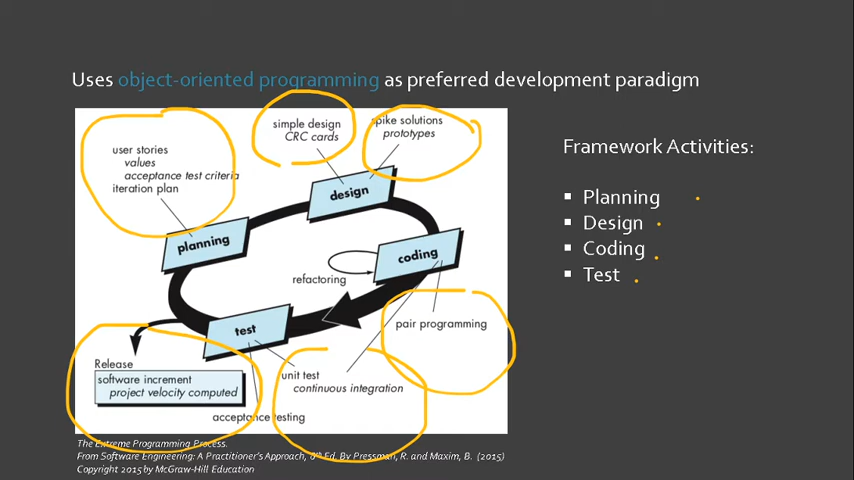 Uses object-oriented programming as preferred development paradigm
simple design
CRC cards
spike solutions
prototypes
user stories
values
acceptance test criteria
iteration plan
design
planning
coding
refactoring
test
pair programming
Release
software increment
project velocity computed
unit test
continuous integration
acceptance testing
Framework Activities:
▪ Planning
▪ Design
▪ Coding
▪ Test
The Extreme Programming Process.
From Software Engineering: A Practitioner's Approach, 8th Ed. By Pressman, R. and Maxim, B. (2015)
Copyright 2015 by McGraw-Hill Education